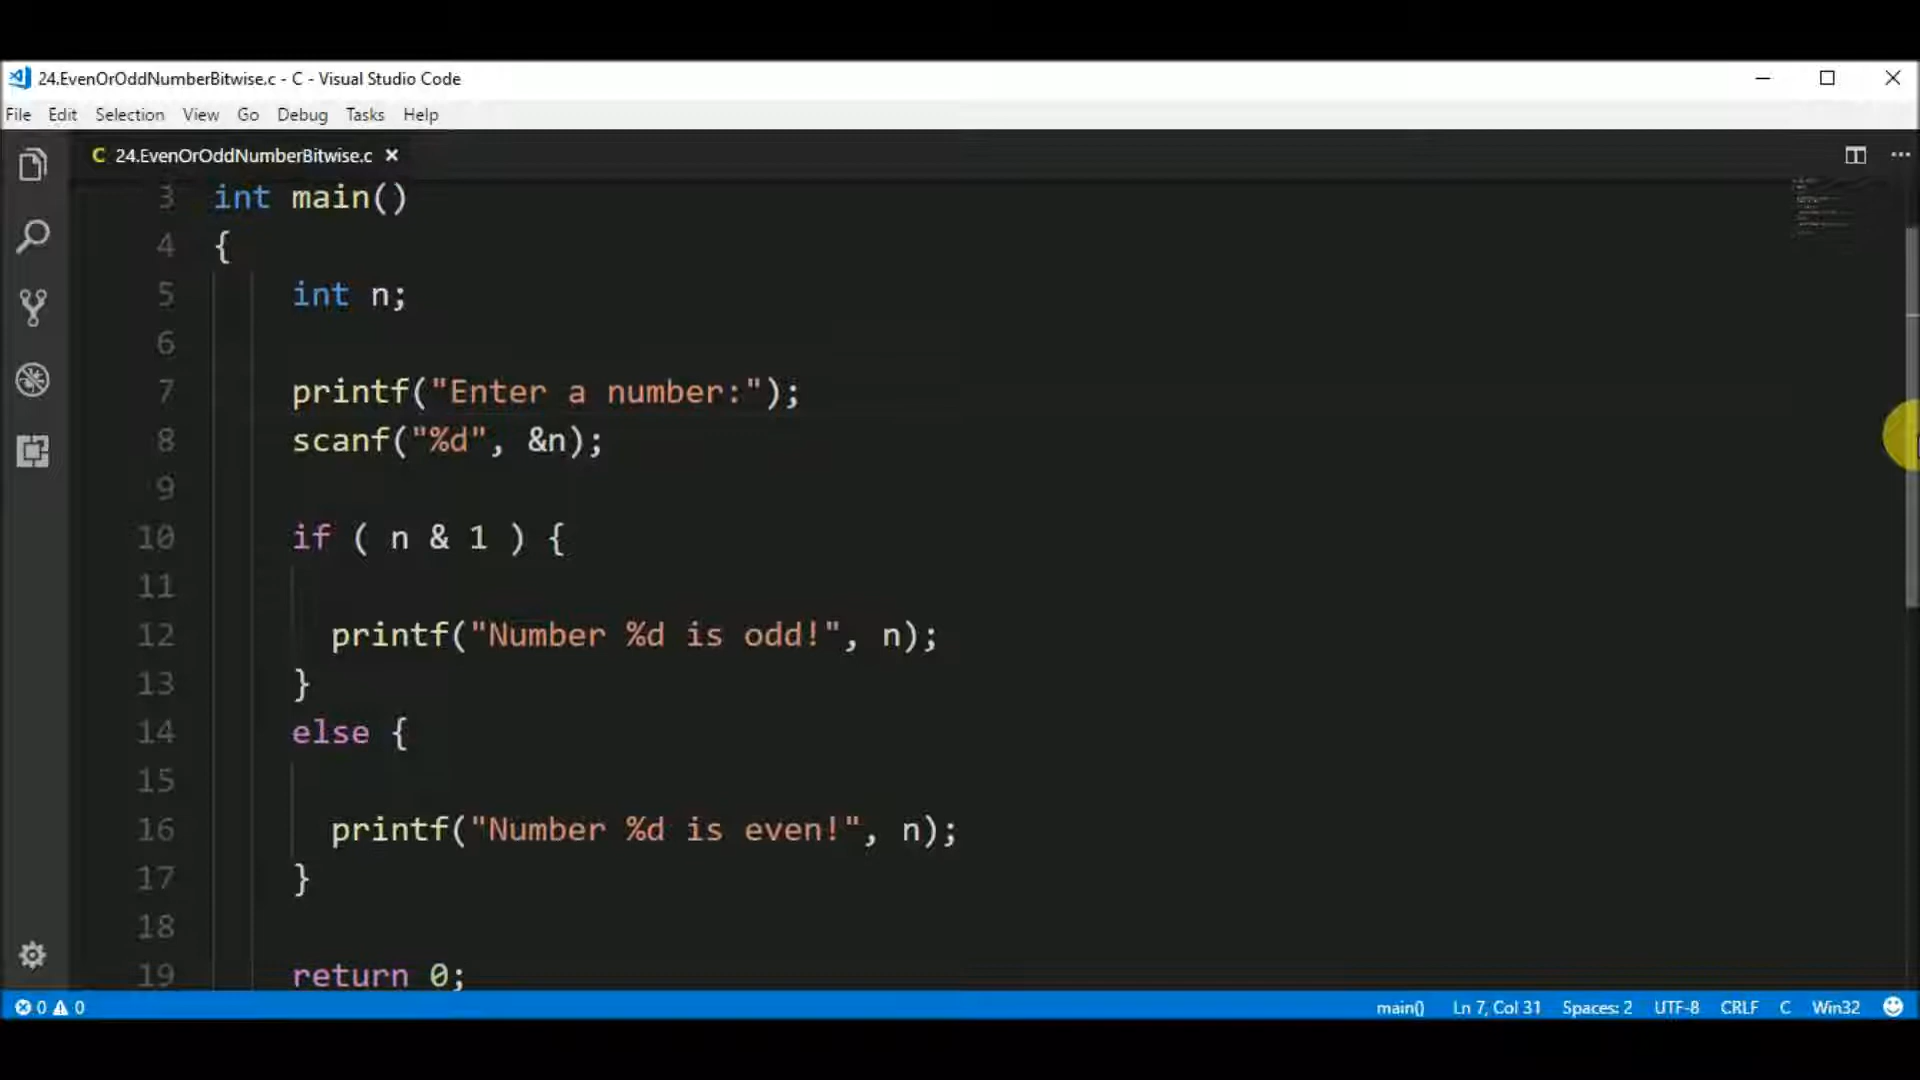 24.EvenOrOddNumberBitwise.c - C - Visual Studio Code
File Edit Selection View Go Debug Tasks Help
C 24.EvenOrOddNumberBitwise.c
3 int main()
4 {
5 int n;
6
7 printf("Enter a number:");
8 scanf("%d", &n);
9
10 if ( n & 1 ) {
11
12 printf("Number %d is odd!", n);
13 }
14 else {
15
16 printf("Number %d is even!", n);
17 }
18
19 return 0;
0 0 main() Ln 7, Col 31 Spaces: 2 UTF-8 CRLF C Win32